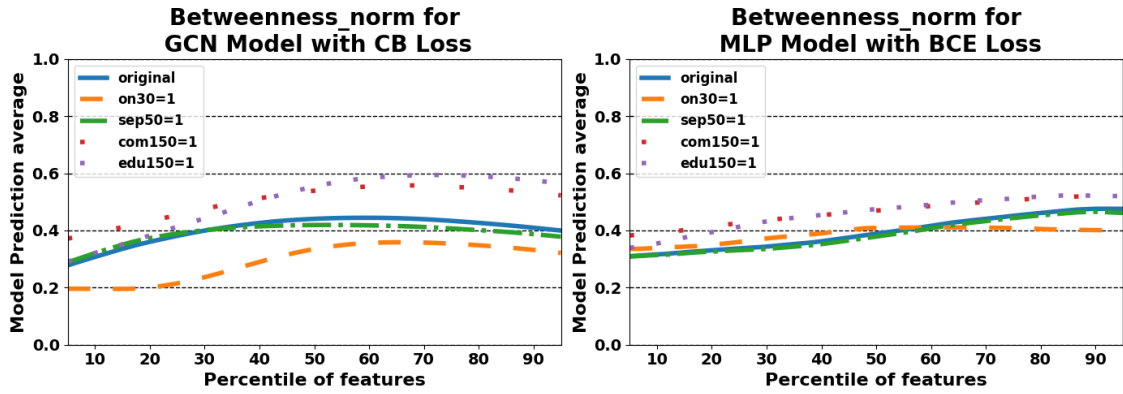 Betweenness_norm for
GCN Model with CB Loss
Model Prediction average
1.0
0.8
0.6
0.4
0.2
0.0
original
on30=1
sep50=1
com150=1
edu150=1
10 20 30 40 50 60 70 80 90
Percentile of features
Betweenness_norm for
MLP Model with BCE Loss
Model Prediction average
1.0
0.8
0.6
0.4
0.2
0.0
original
on30=1
sep50=1
com150=1
edu150=1
10 20 30 40 50 60 70 80 90
Percentile of features